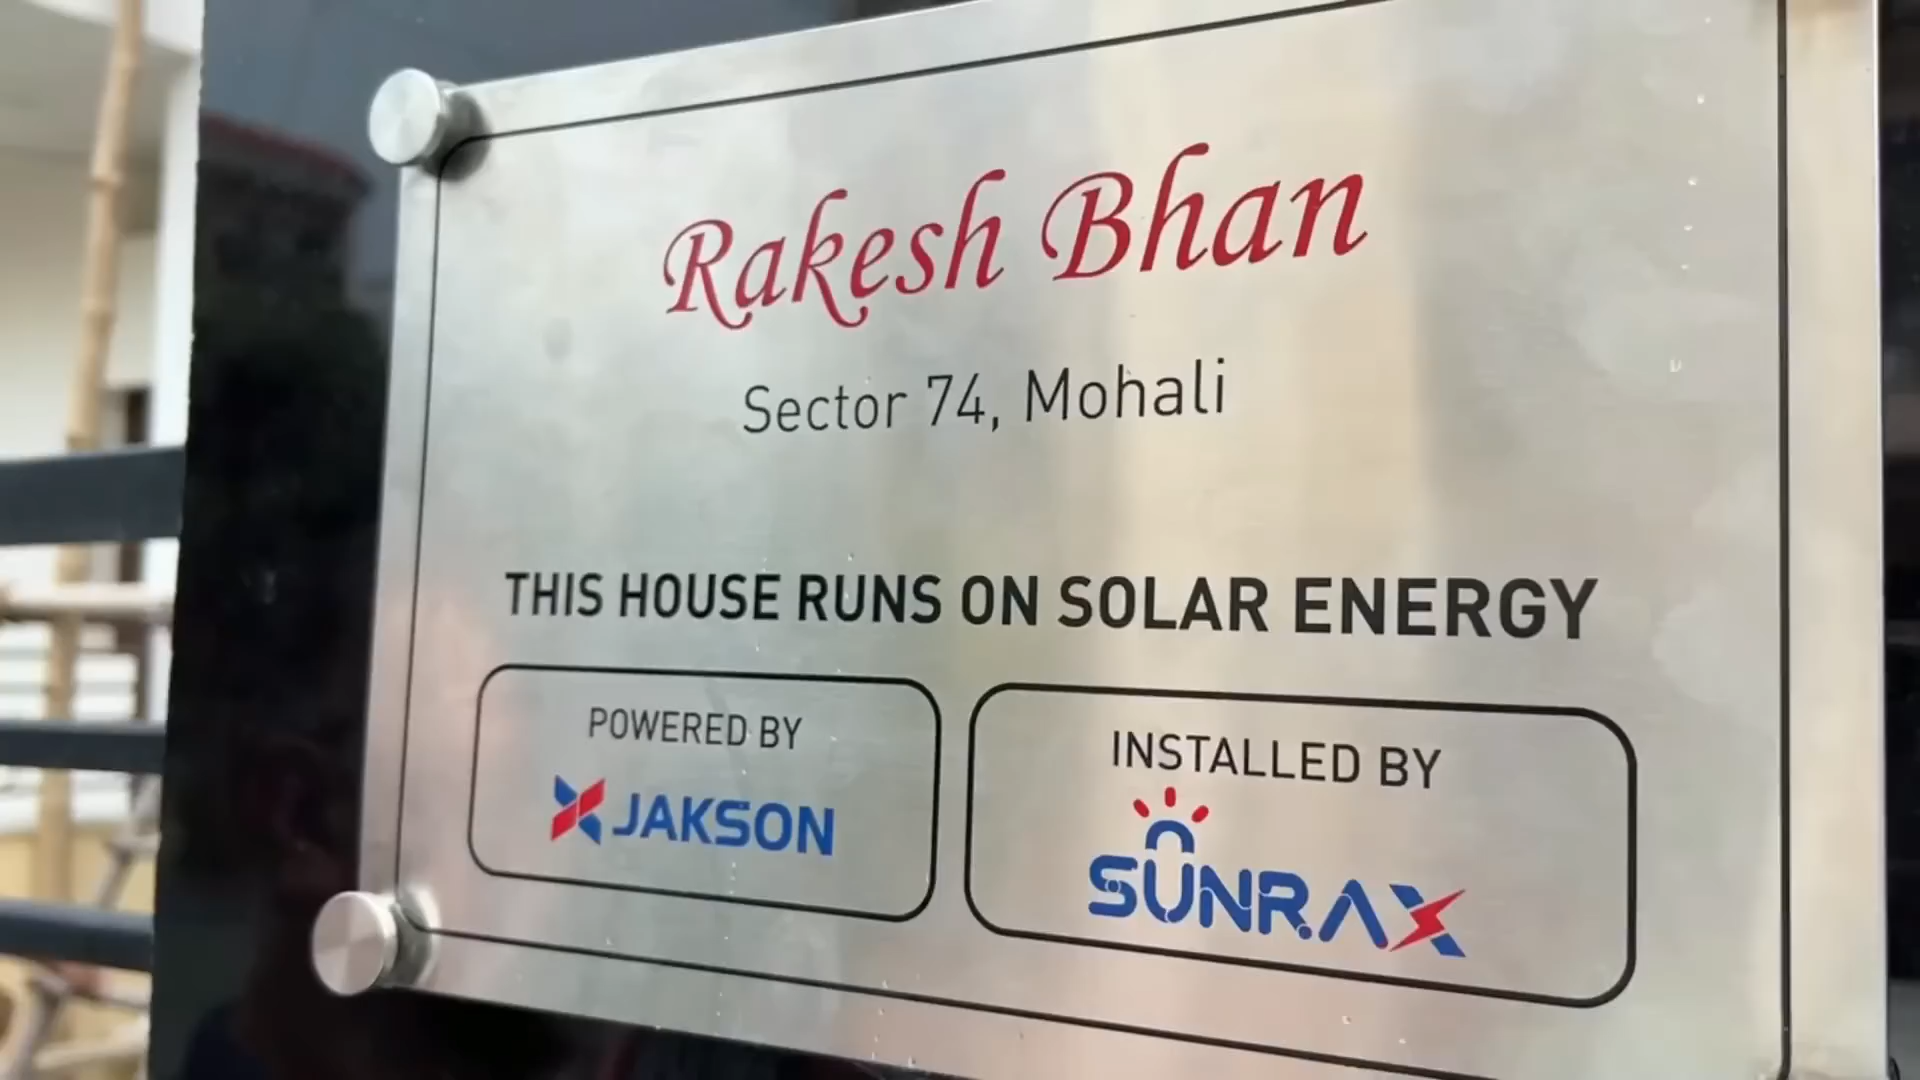 Rakesh Bhan
Sector 74, Mohali
THIS HOUSE RUNS ON SOLAR ENERGY
POWERED BY
JAKSON
INSTALLED BY
SUNRAX